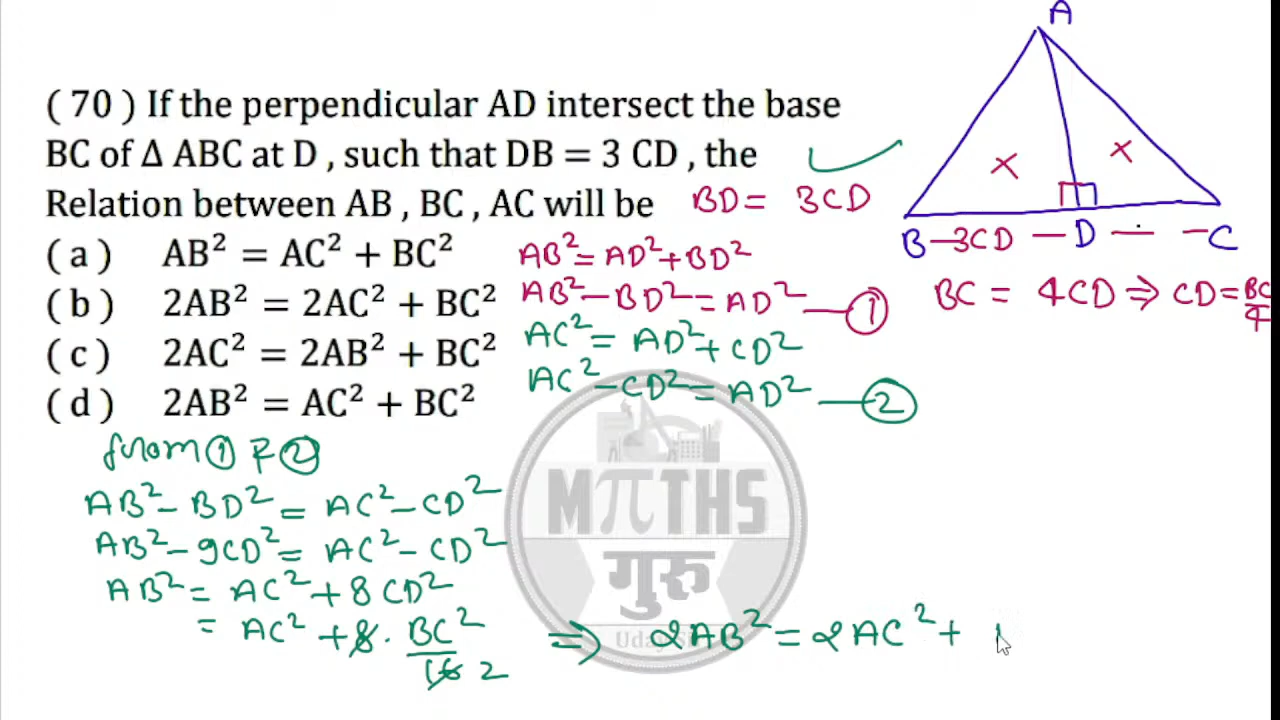 A
( 70 ) If the perpendicular AD intersect the base
BC of Δ ABC at D , such that DB = 3 CD , the
Relation between AB , BC , AC will be
BD = 3CD
B – 3CD – D – – C
( a ) AB² = AC² + BC²
( b ) 2AB² = 2AC² + BC²
( c ) 2AC² = 2AB² + BC²
( d ) 2AB² = AC² + BC²
AB² = AD² + BD²
AB² – BD² = AD² — ①
BC = 4CD ⇒ CD = BC/4
AC² = AD² + CD²
AC² – CD² = AD² — ②
from ① & ②
AB² – BD² = AC² – CD²
AB² – 9CD² = AC² – CD²
AB² = AC² + 8CD²
= AC² + 8 · BC²/16 2 ⇒ 2AB² = 2AC² +
MπTHS
गुरु